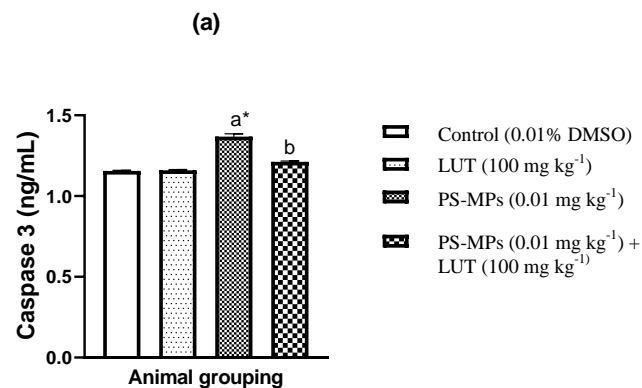 (a)
Caspase 3 (ng/mL)
1.5
1.0
0.5
0.0
a*
b
Animal grouping
Control (0.01% DMSO)
LUT (100 mg kg⁻¹)
PS-MPs (0.01 mg kg⁻¹)
PS-MPs (0.01 mg kg⁻¹) +
LUT (100 mg kg⁻¹⁾